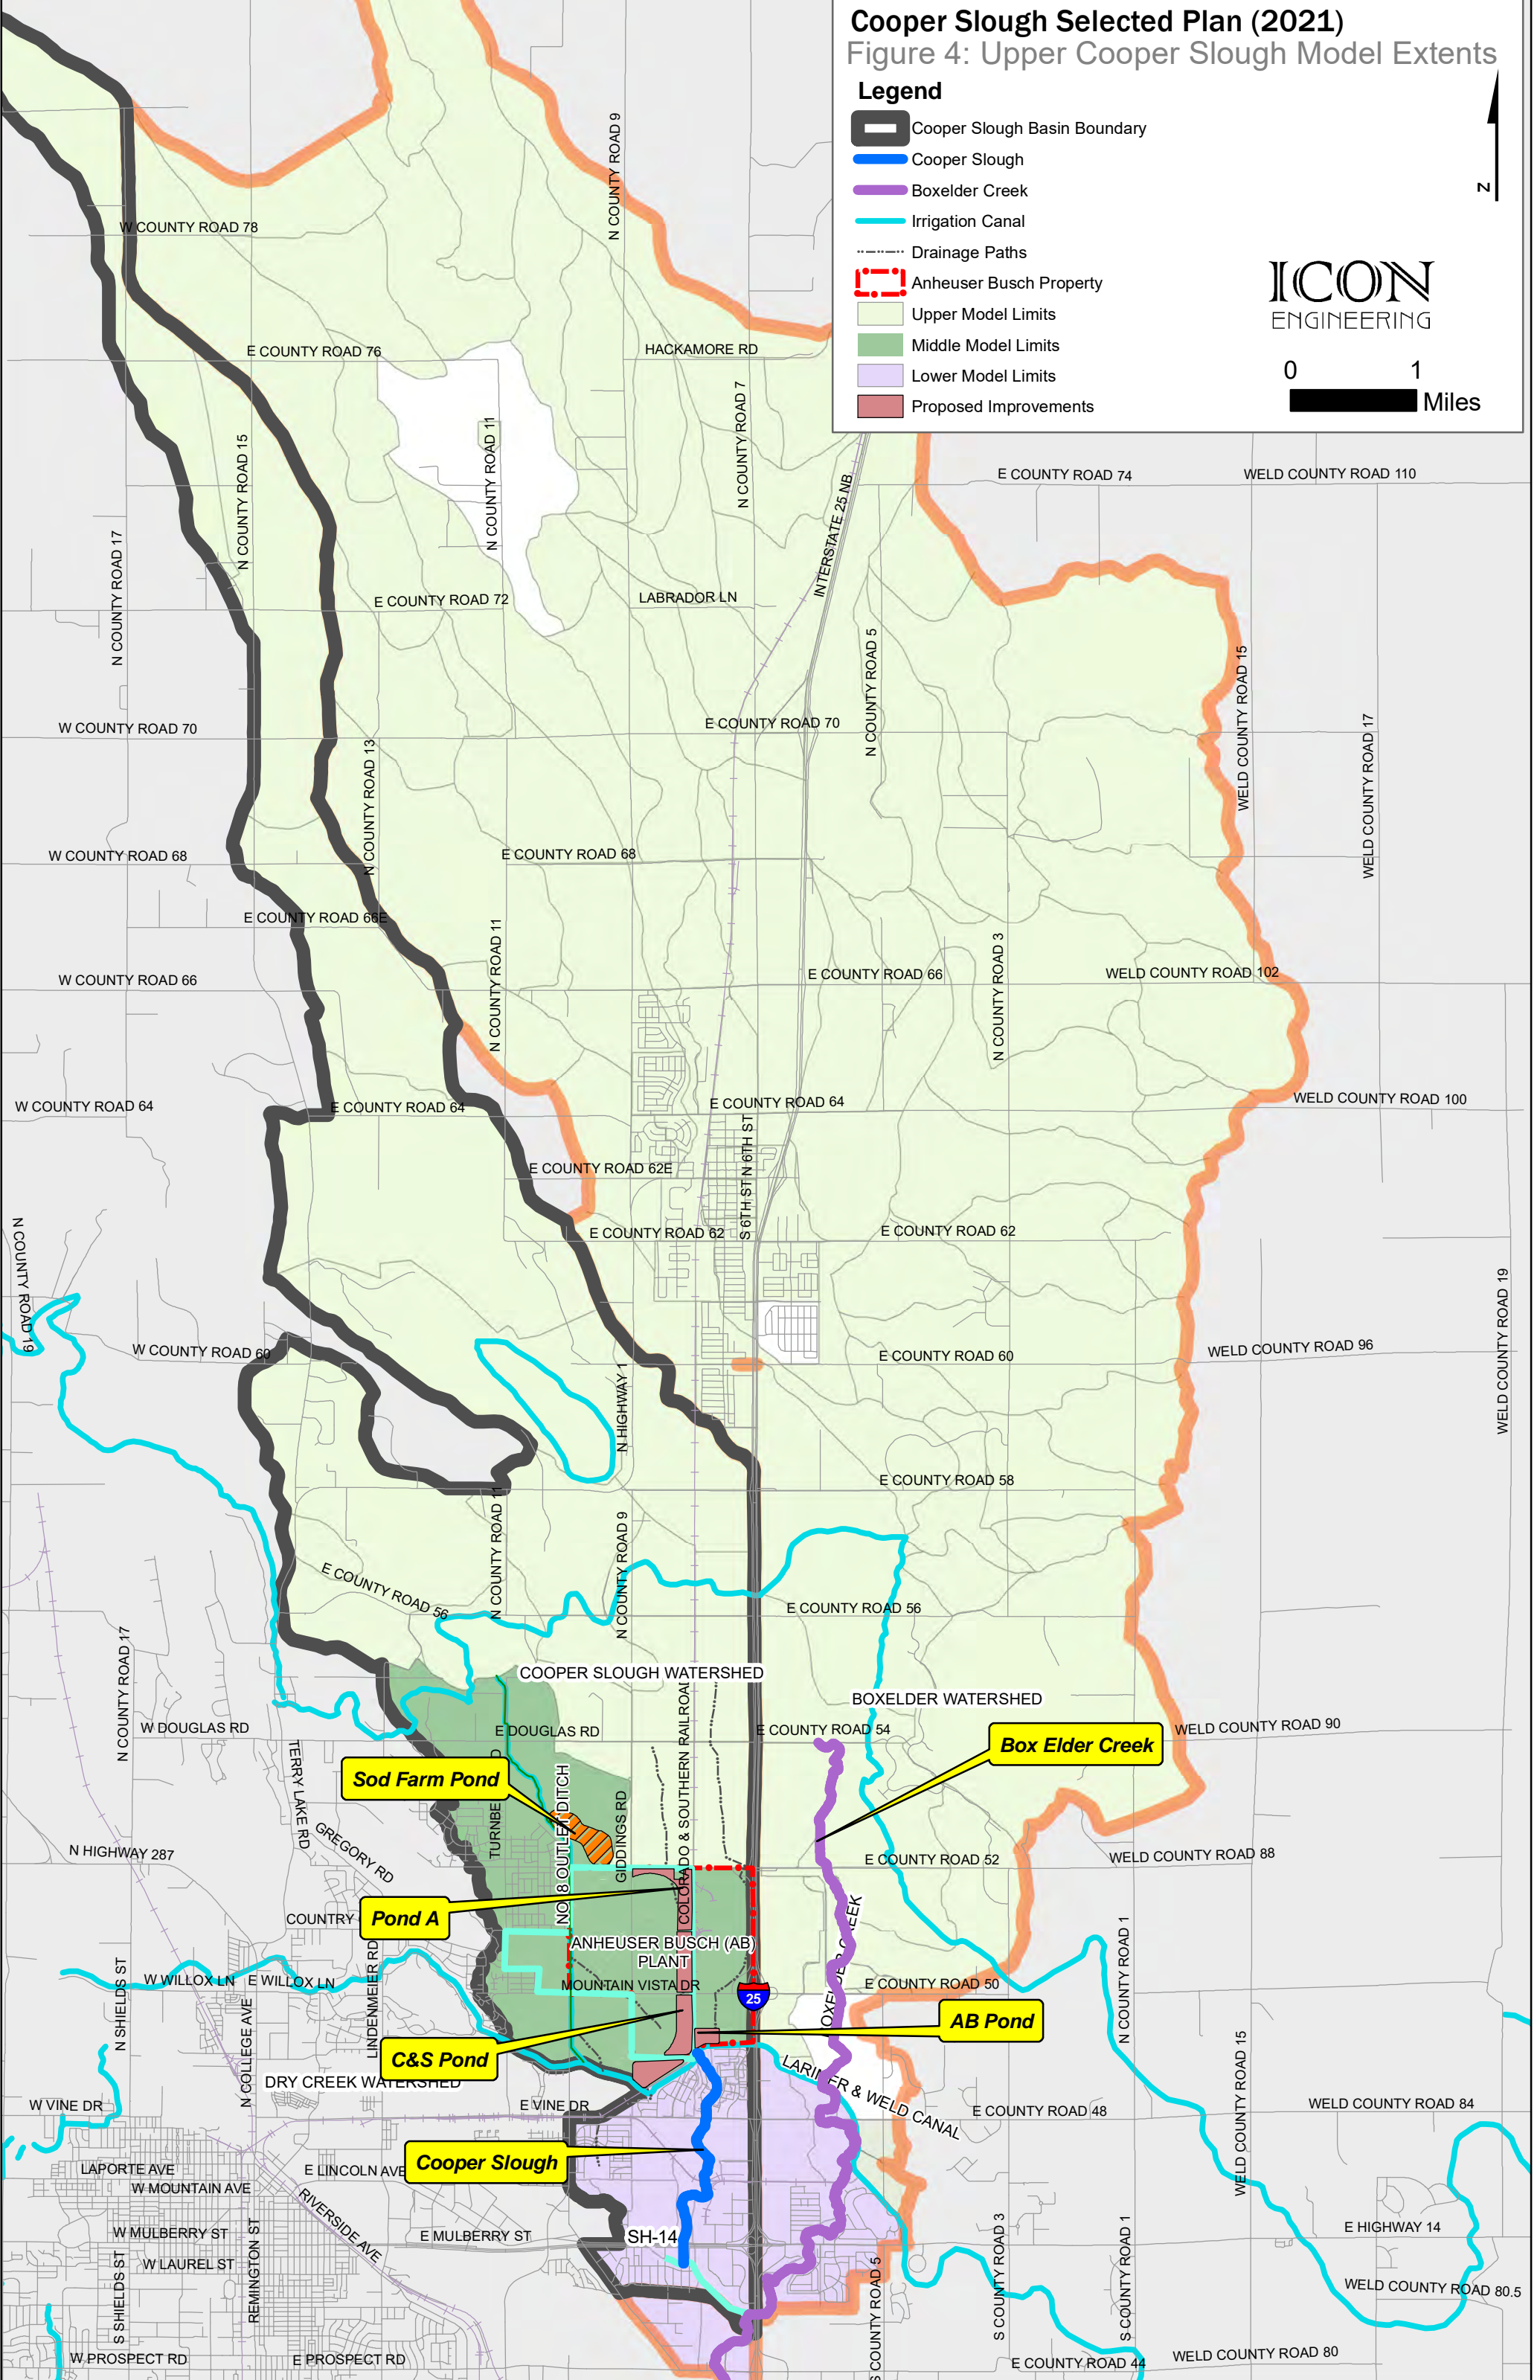 Cooper Slough Selected Plan (2021)
Figure 4: Upper Cooper Slough Model Extents
Legend
Cooper Slough Basin Boundary
Cooper Slough
Boxelder Creek
Irrigation Canal
Drainage Paths
Anheuser Busch Property
Upper Model Limits
Middle Model Limits
Lower Model Limits
Proposed Improvements
N
ICON
ENGINEERING
0 1
Miles
N COUNTY ROAD 9
W COUNTY ROAD 78
E COUNTY ROAD 76
HACKAMORE RD
N COUNTY ROAD 7
N COUNTY ROAD 11
N COUNTY ROAD 15
E COUNTY ROAD 74
WELD COUNTY ROAD 110
INTERSTATE 25 NB
N COUNTY ROAD 17
E COUNTY ROAD 72
LABRADOR LN
N COUNTY ROAD 5
WELD COUNTY ROAD 15
W COUNTY ROAD 70
E COUNTY ROAD 70
N COUNTY ROAD 13
WELD COUNTY ROAD 17
W COUNTY ROAD 68
E COUNTY ROAD 68
E COUNTY ROAD 66E
N COUNTY ROAD 11
W COUNTY ROAD 66
E COUNTY ROAD 66
N COUNTY ROAD 3
WELD COUNTY ROAD 102
W COUNTY ROAD 64
E COUNTY ROAD 64
E COUNTY ROAD 64
WELD COUNTY ROAD 100
S 6TH ST N 6TH ST
E COUNTY ROAD 62E
E COUNTY ROAD 62
E COUNTY ROAD 62
N COUNTY ROAD 19
WELD COUNTY ROAD 19
W COUNTY ROAD 60
E COUNTY ROAD 60
WELD COUNTY ROAD 96
N HIGHWAY 1
E COUNTY ROAD 58
N COUNTY ROAD 11
N COUNTY ROAD 9
E COUNTY ROAD 56
E COUNTY ROAD 56
N COUNTY ROAD 17
COOPER SLOUGH WATERSHED
BOXELDER WATERSHED
W DOUGLAS RD
E DOUGLAS RD
COLORADO & SOUTHERN RAILROAD
E COUNTY ROAD 54
WELD COUNTY ROAD 90
Box Elder Creek
Sod Farm Pond
TERRY LAKE RD
TURNBE
D
NO. 8 OUTLET DITCH
GIDDINGS RD
GREGORY RD
N HIGHWAY 287
E COUNTY ROAD 52
WELD COUNTY ROAD 88
Pond A
COUNTRY
ANHEUSER BUSCH (AB)
PLANT
OXELDER CREEK
W WILLOX LN
E WILLOX LN
LINDENMEIER RD
MOUNTAIN VISTA DR
25
E COUNTY ROAD 50
N COUNTY ROAD 1
N SHIELDS ST
N COLLEGE AVE
AB Pond
C&S Pond
DRY CREEK WATERSHED
LARIMER & WELD CANAL
WELD COUNTY ROAD 15
W VINE DR
E VINE DR
E COUNTY ROAD 48
WELD COUNTY ROAD 84
Cooper Slough
LAPORTE AVE
E LINCOLN AVE
W MOUNTAIN AVE
RIVERSIDE AVE
W MULBERRY ST
E MULBERRY ST
SH-14
E HIGHWAY 14
W LAUREL ST
REMINGTON ST
S SHIELDS ST
S COUNTY ROAD 5
S COUNTY ROAD 3
S COUNTY ROAD 1
WELD COUNTY ROAD 80.5
W PROSPECT RD
E PROSPECT RD
E COUNTY ROAD 44
WELD COUNTY ROAD 80